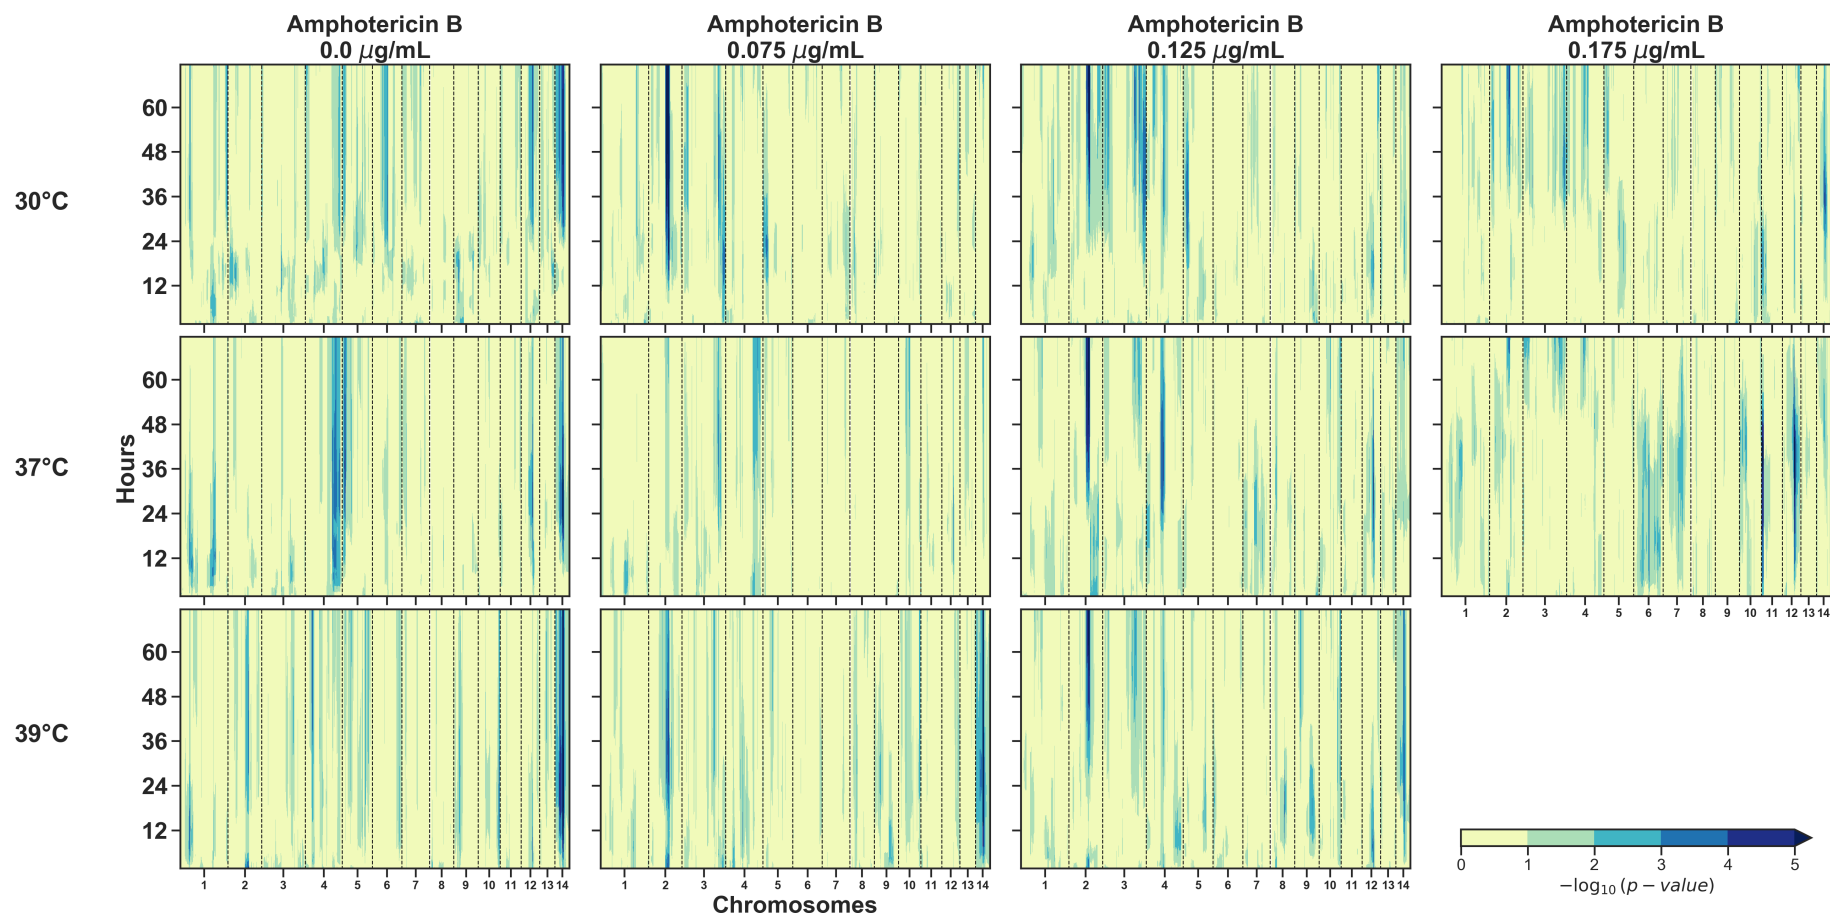 Amphotericin B
0.0 μg/mL
Amphotericin B
0.075 μg/mL
Amphotericin B
0.125 μg/mL
Amphotericin B
0.175 μg/mL
30°C
60
48
36
24
12
37°C
Hours
60
48
36
24
12
1 2 3 4 5 6 7 8 9 10 11 12 13 14
39°C
60
48
36
24
12
1 2 3 4 5 6 7 8 9 10 11 12 13 14
1 2 3 4 5 6 7 8 9 10 11 12 13 14
1 2 3 4 5 6 7 8 9 10 11 12 13 14
Chromosomes
0 1 2 3 4 5
−log₁₀ (p − value)